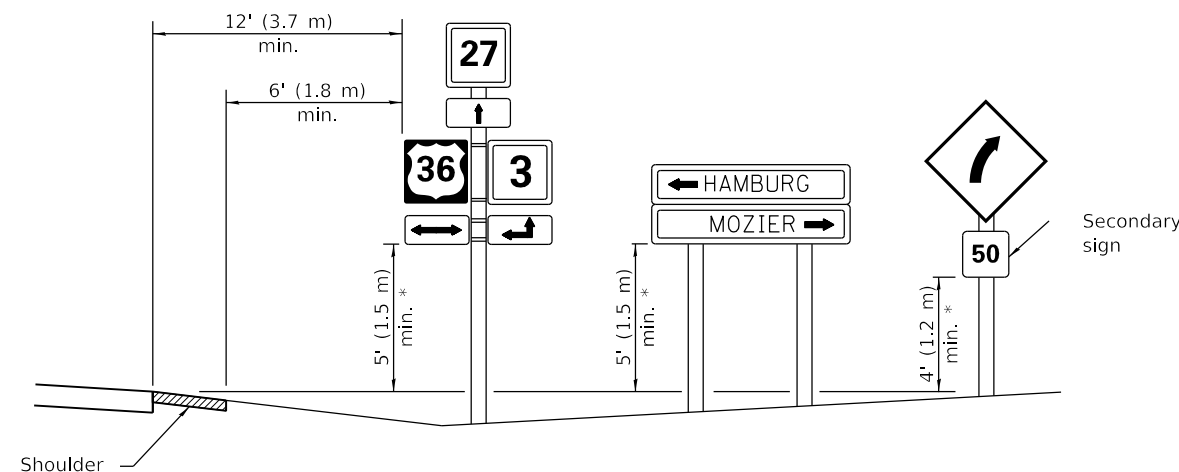 12' (3.7 m)
min.
6' (1.8 m)
min.
27
36
3
5' (1.5 m)
min. *
HAMBURG
MOZIER
5' (1.5 m)
min. *
50
Secondary
sign
4' (1.2 m)
min. *
Shoulder